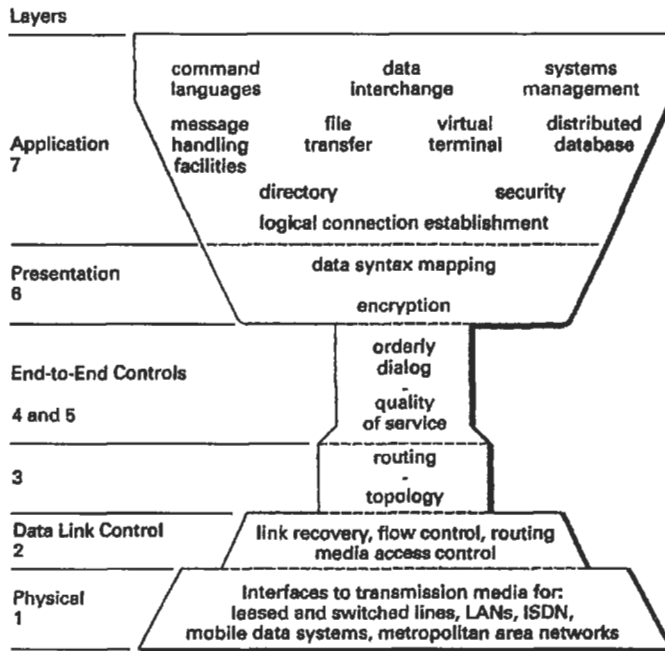 Layers
command data systems
languages interchange management
message file virtual distributed
handling transfer terminal database
facilities
Application
7
directory security
logical connection establishment
Presentation
6
data syntax mapping
encryption
End-to-End Controls
4 and 5
orderly
dialog
-
quality
of service
3
routing
-
topology
Data Link Control
2
link recovery, flow control, routing
media access control
Physical
1
Interfaces to transmission media for:
leased and switched lines, LANs, ISDN,
mobile data systems, metropolitan area networks